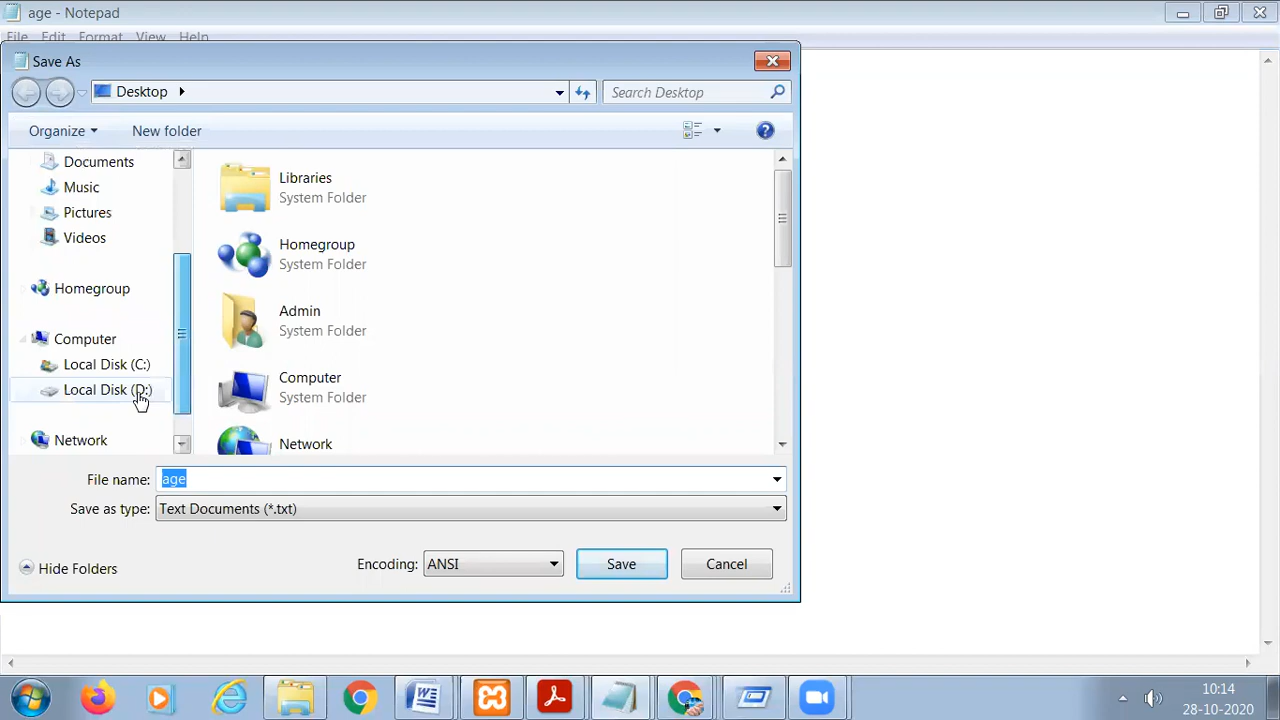 age - Notepad
File Edit Format View Help
Save As
Desktop
Search Desktop
Organize
New folder
Documents
Music
Pictures
Videos
Homegroup
Computer
Local Disk (C:)
Local Disk (D:)
Network
Libraries
System Folder
Homegroup
System Folder
Admin
System Folder
Computer
System Folder
Network
File name: age
Save as type: Text Documents (*.txt)
Hide Folders
Encoding: ANSI
Save
Cancel
10:14
28-10-2020